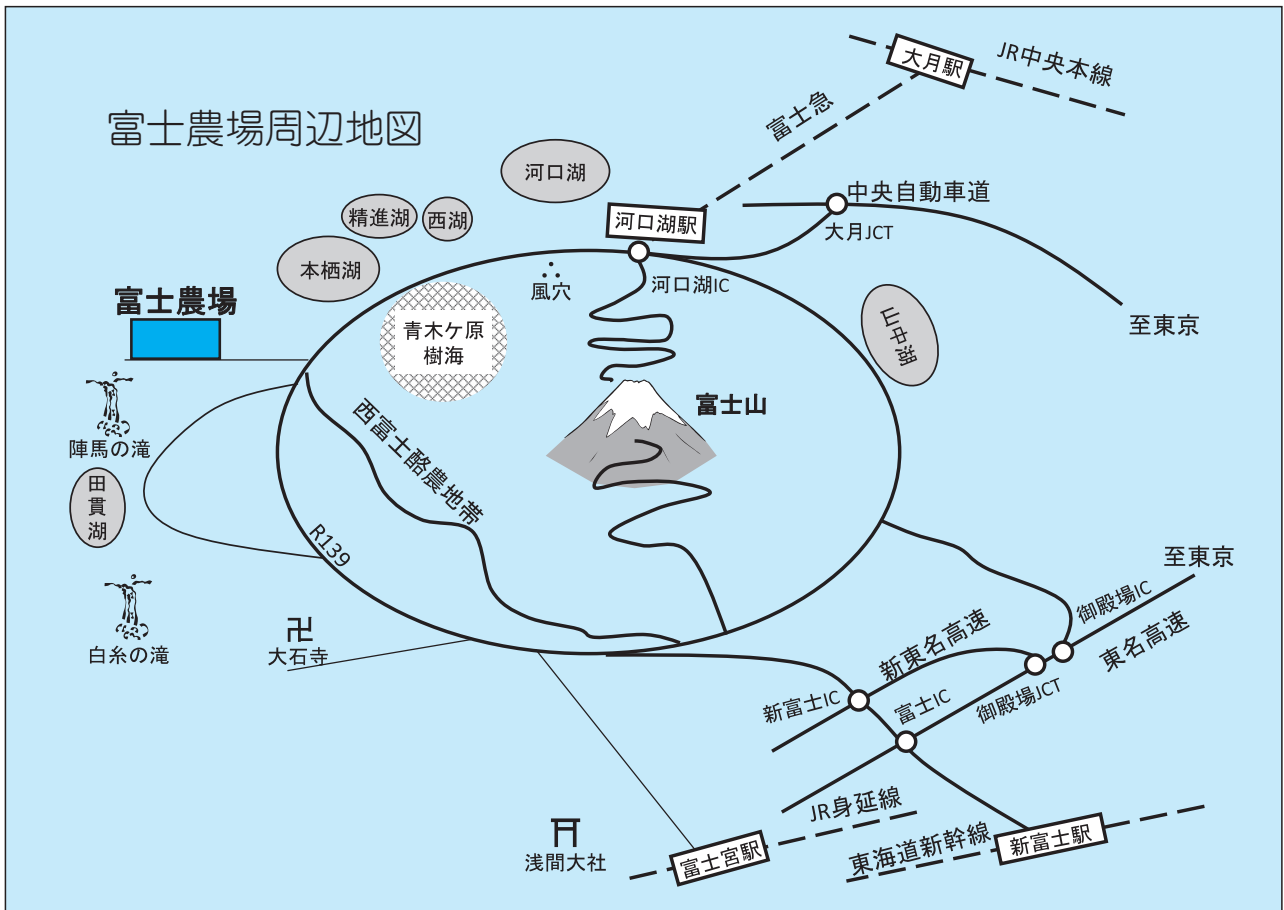 大月駅
JR中央本線
富士急
富士農場周辺地図
河口湖
中央自動車道
精進湖
西湖
河口湖駅
大月JCT
本栖湖
風穴
河口湖IC
富士農場
山中湖
至東京
青木ケ原
樹海
富士山
陣馬の滝
西富士酪農地帯
田
貫
湖
R139
至東京
御殿場IC
東名高速
新東名高速
白糸の滝
卍
大石寺
新富士IC
富士IC
御殿場JCT
JR身延線
浅間大社
富士宮駅
東海道新幹線
新富士駅